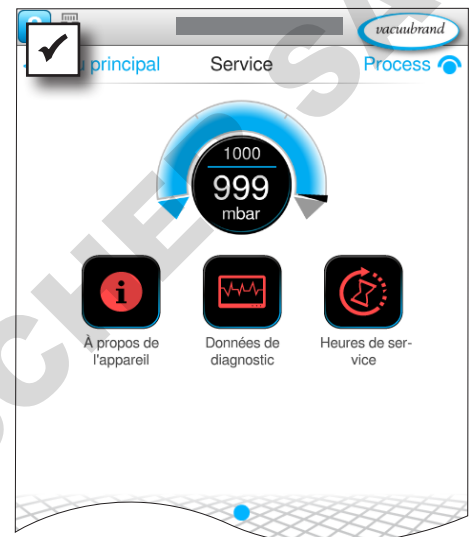 vacuubrand
principal Service Process
1000
999
mbar
À propos de
l'appareil
Données de
diagnostic
Heures de ser-
vice